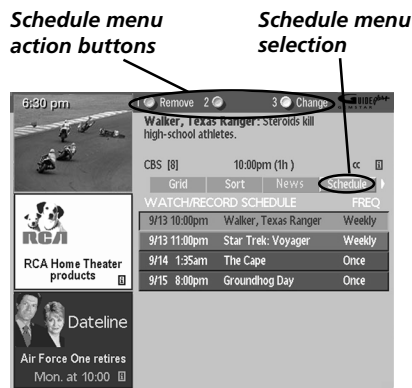 Schedule menu
action buttons
Schedule menu
selection
6:30 pm
Remove 2 3 Change
GUIDE plus+
GEMSTAR
Walker, Texas Ranger: Steroids kill
high-school athletes.
CBS [8] 10:00pm (1h ) cc i
Grid Sort News Schedule
WATCH/RECORD SCHEDULE FREQ
9/13 10:00pm Walker, Texas Ranger Weekly
9/13 11:00pm Star Trek: Voyager Weekly
9/14 1:35am The Cape Once
9/15 8:00pm Groundhog Day Once
RCA
RCA Home Theater
products i
Dateline
Air Force One retires
Mon. at 10:00 i